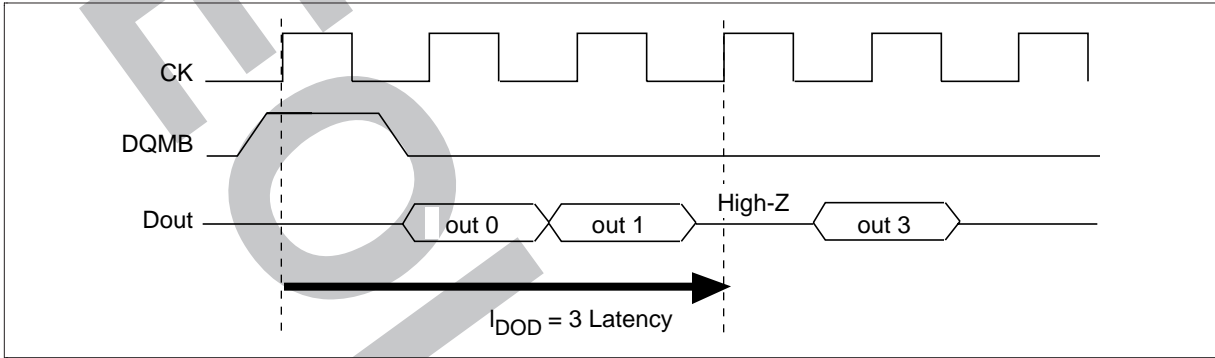 CK
DQMB
Dout
out 0
out 1
High-Z
out 3
lDOD = 3 Latency